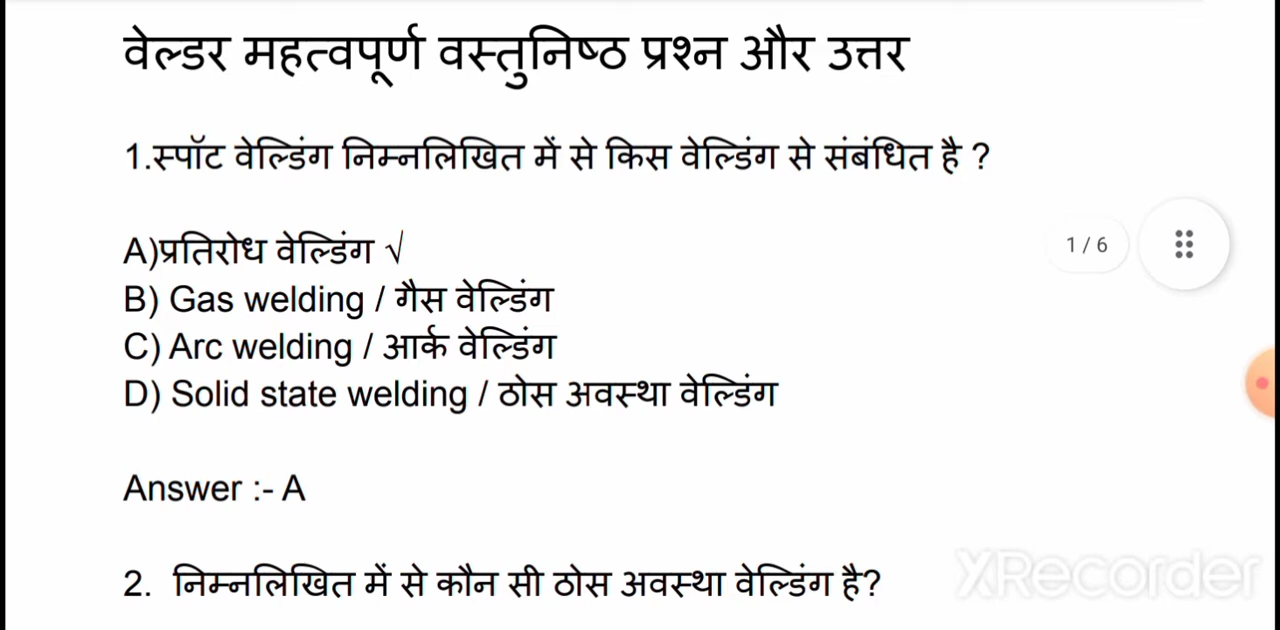 वेल्डर महत्वपूर्ण वस्तुनिष्ठ प्रश्न और उत्तर
1.स्पॉट वेल्डिंग निम्नलिखित में से किस वेल्डिंग से संबंधित है ?
A)प्रतिरोध वेल्डिंग √
1 / 6
B) Gas welding / गैस वेल्डिंग
C) Arc welding / आर्क वेल्डिंग
D) Solid state welding / ठोस अवस्था वेल्डिंग
Answer :- A
2. निम्नलिखित में से कौन सी ठोस अवस्था वेल्डिंग है?
XRecorder